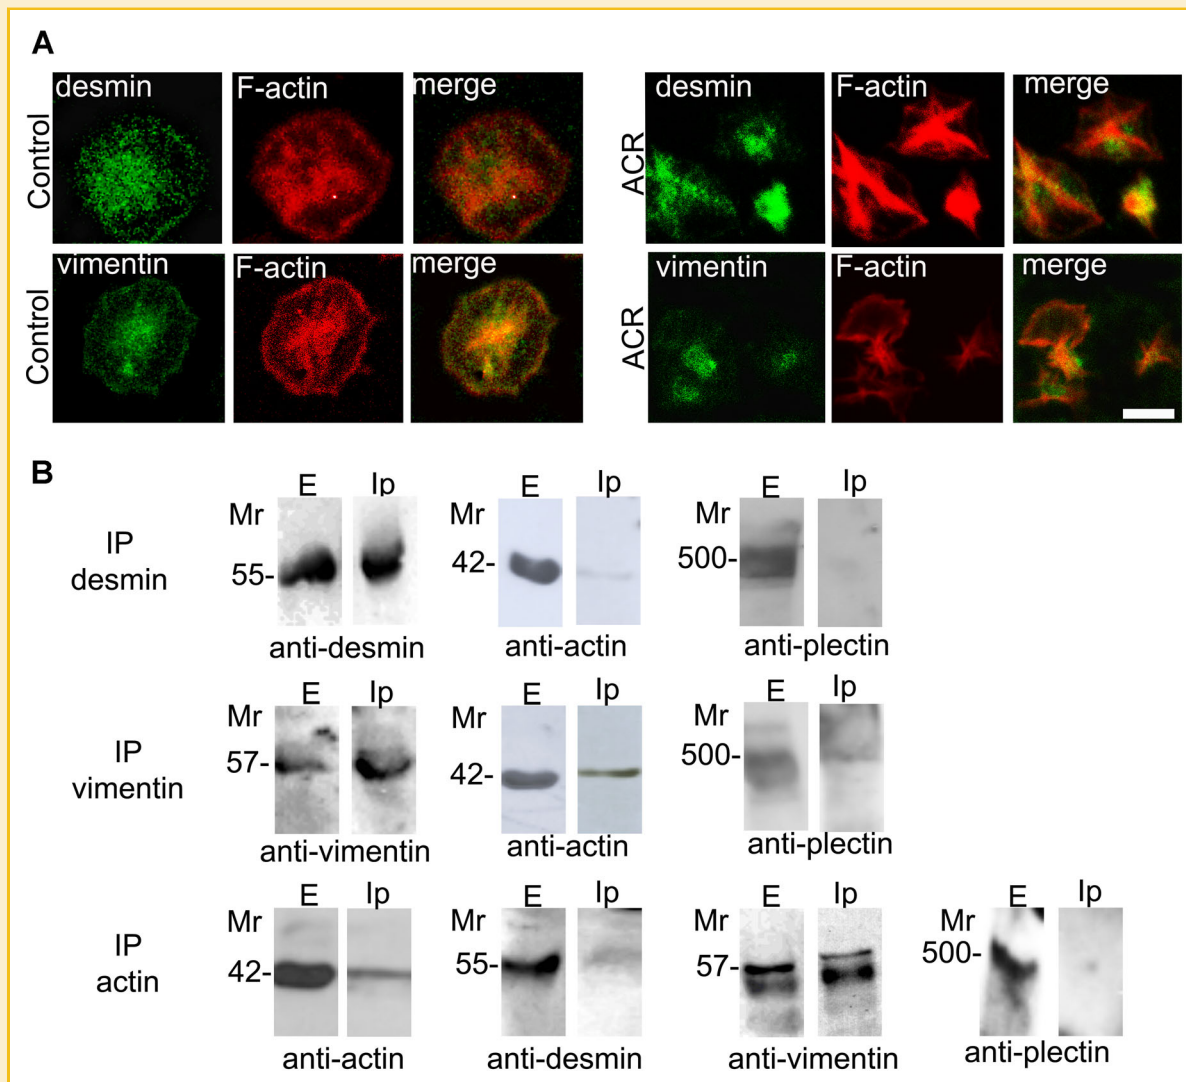 A
desmin F-actin merge desmin F-actin merge
Control ACR
vimentin F-actin merge vimentin F-actin merge
Control ACR
B
E Ip E Ip E Ip
IP desmin Mr 55- Mr 42- Mr 500-
anti-desmin anti-actin anti-plectin
E Ip E Ip E Ip
IP vimentin Mr 57- Mr 42- Mr 500-
anti-vimentin anti-actin anti-plectin
E Ip E Ip E Ip E Ip
IP actin Mr 42- Mr 55- Mr 57- Mr 500-
anti-actin anti-desmin anti-vimentin anti-plectin